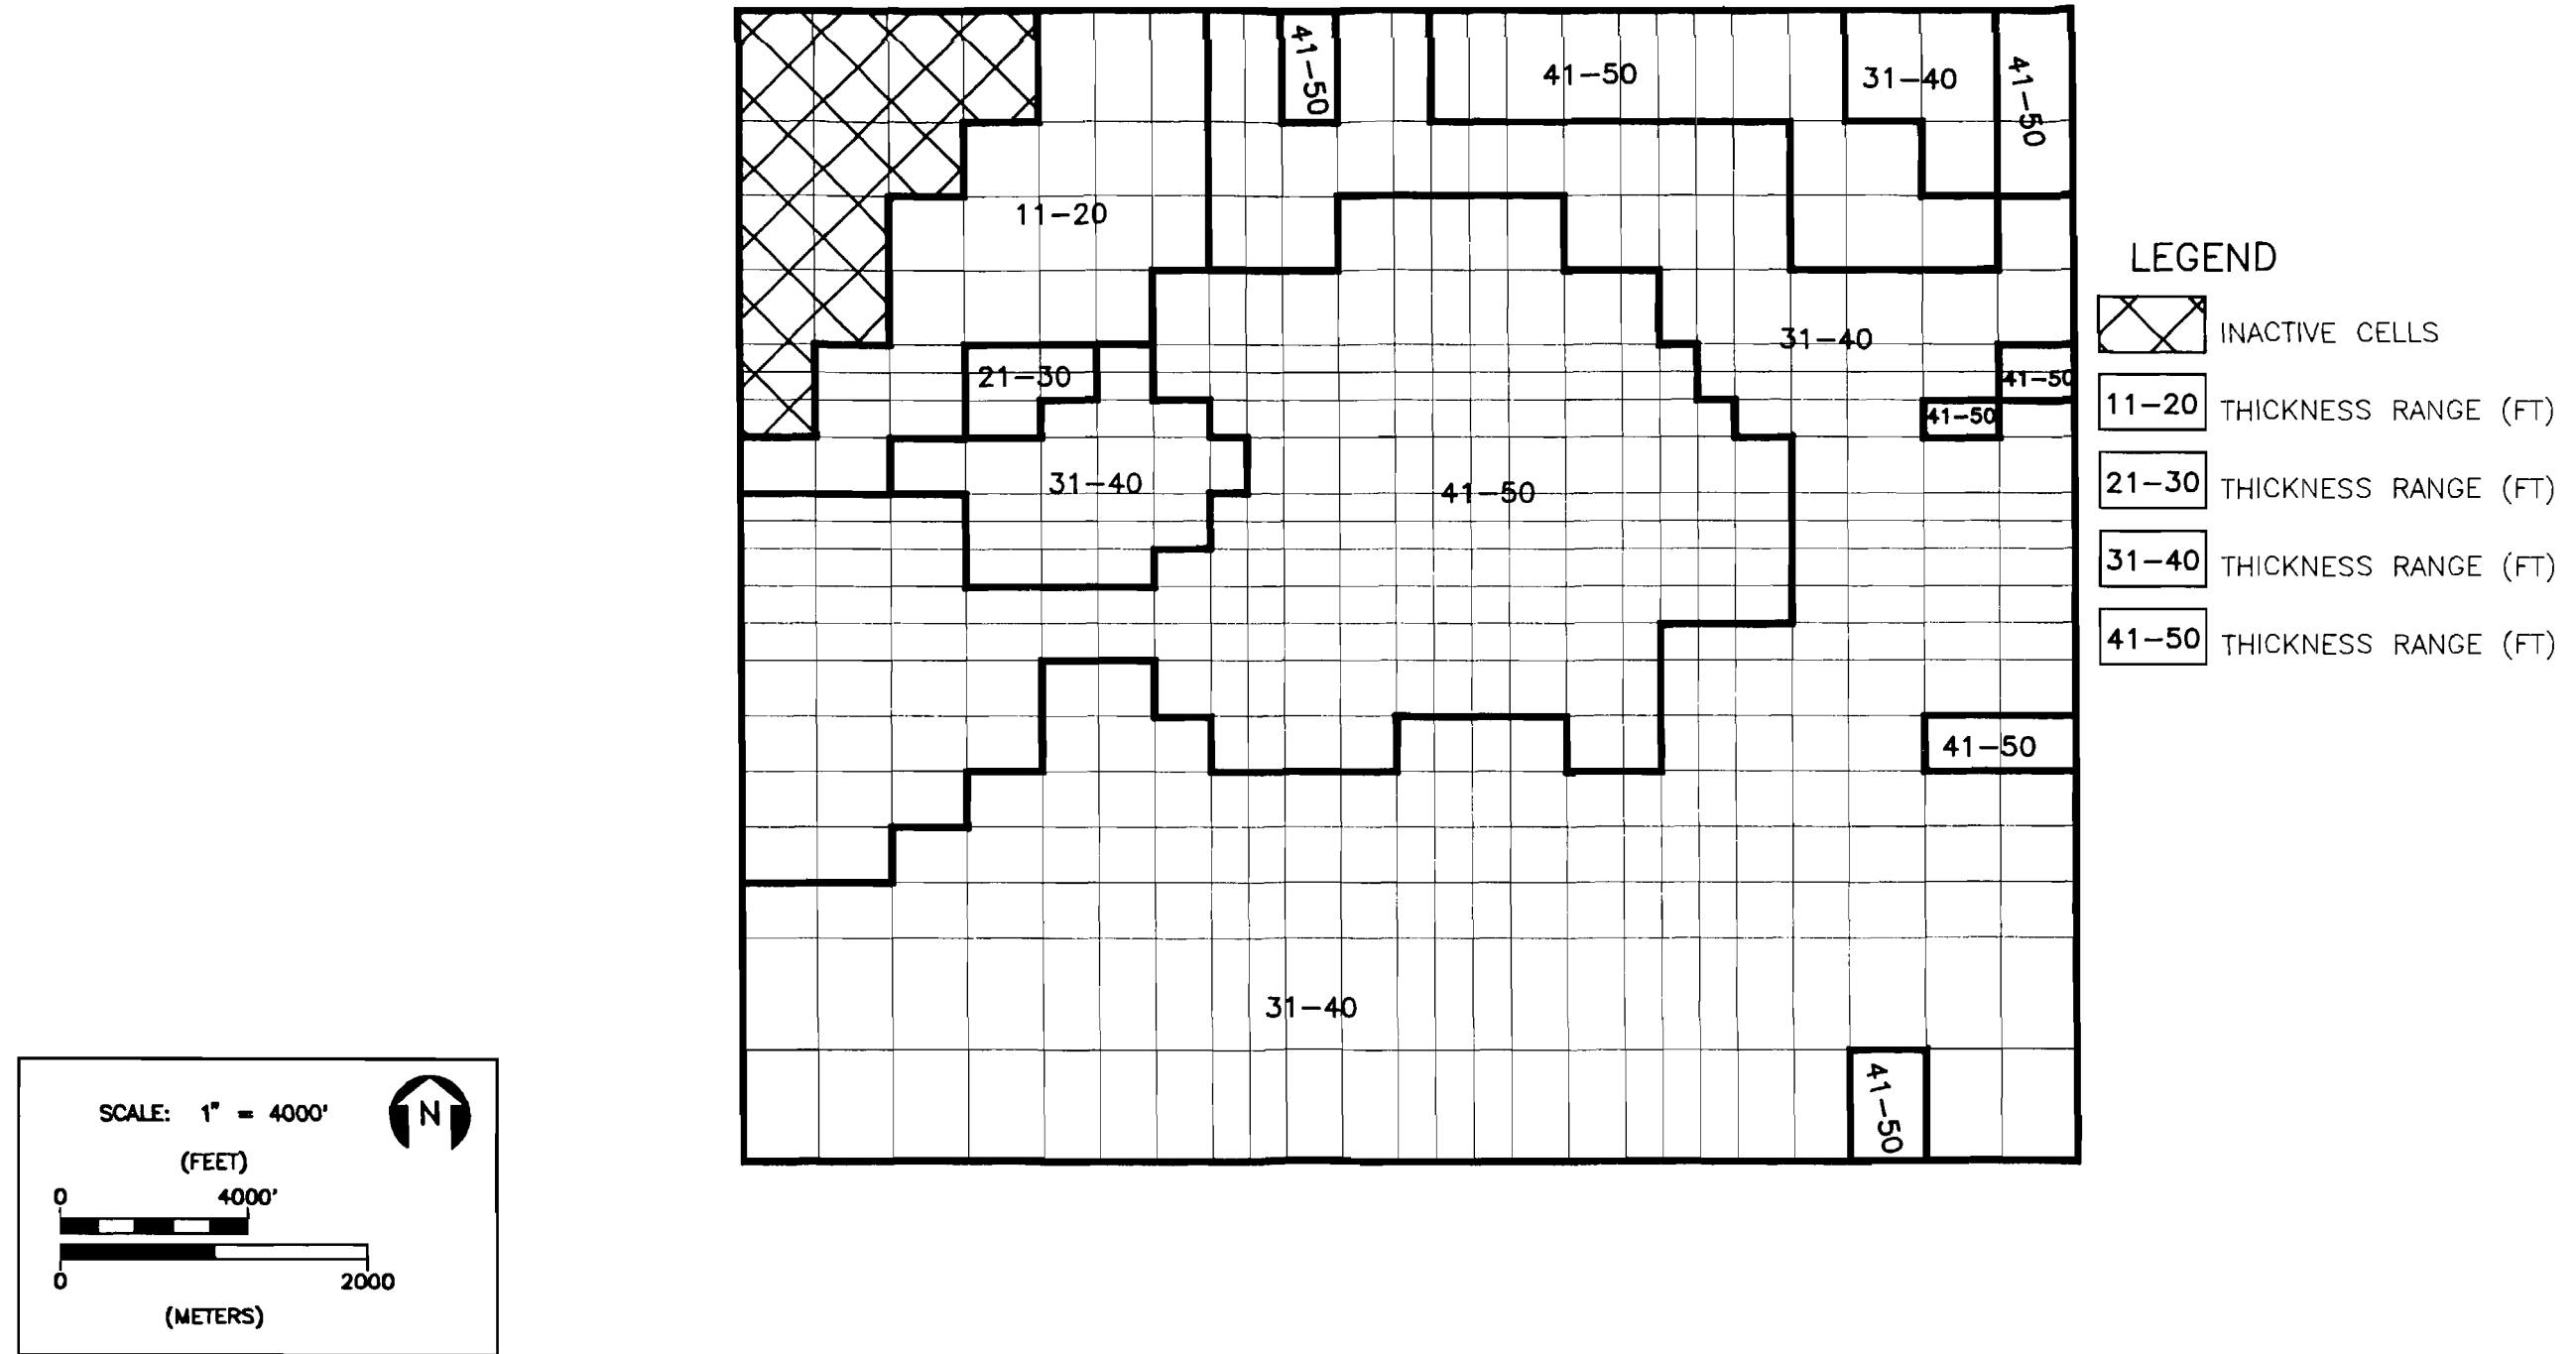 41–50
41–50
31–40
41–50
11–20
31–40
21–30
41–50
41–50
31–40
41–50
41–50
31–40
41–50
LEGEND
INACTIVE CELLS
11–20 THICKNESS RANGE (FT)
21–30 THICKNESS RANGE (FT)
31–40 THICKNESS RANGE (FT)
41–50 THICKNESS RANGE (FT)
SCALE: 1" = 4000'
N
(FEET)
0 4000'
0 2000
(METERS)